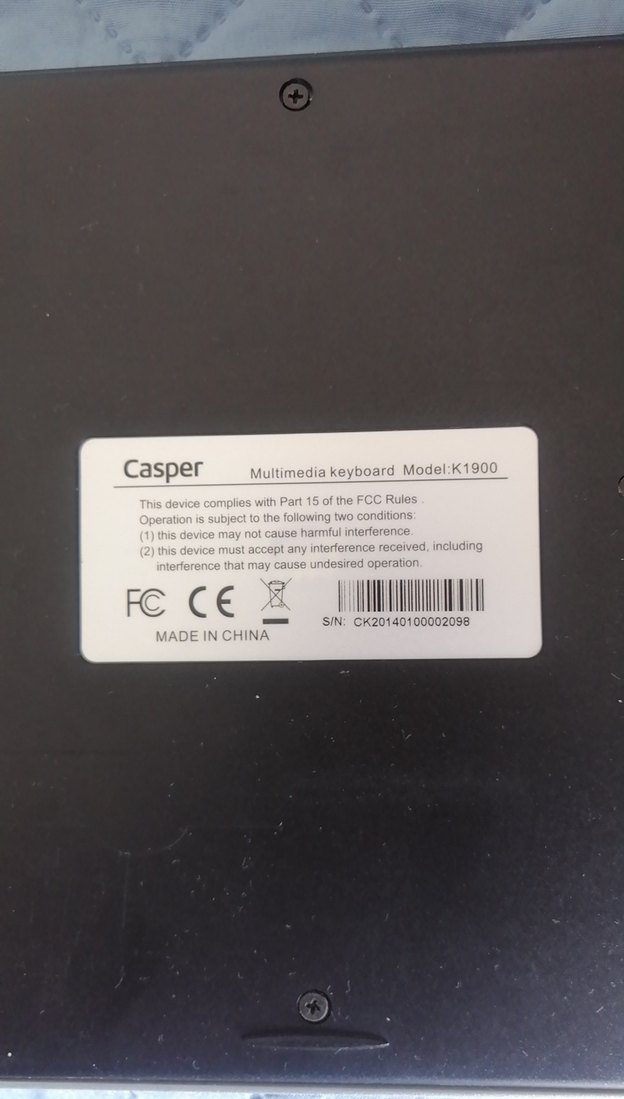 Casper
Multimedia keyboard Model:K1900
This device complies with Part 15 of the FCC Rules .
Operation is subject to the following two conditions:
(1) this device may not cause harmful interference.
(2) this device must accept any interference received, including
interference that may cause undesired operation.
FC CE
S/N: CK20140100002098
MADE IN CHINA